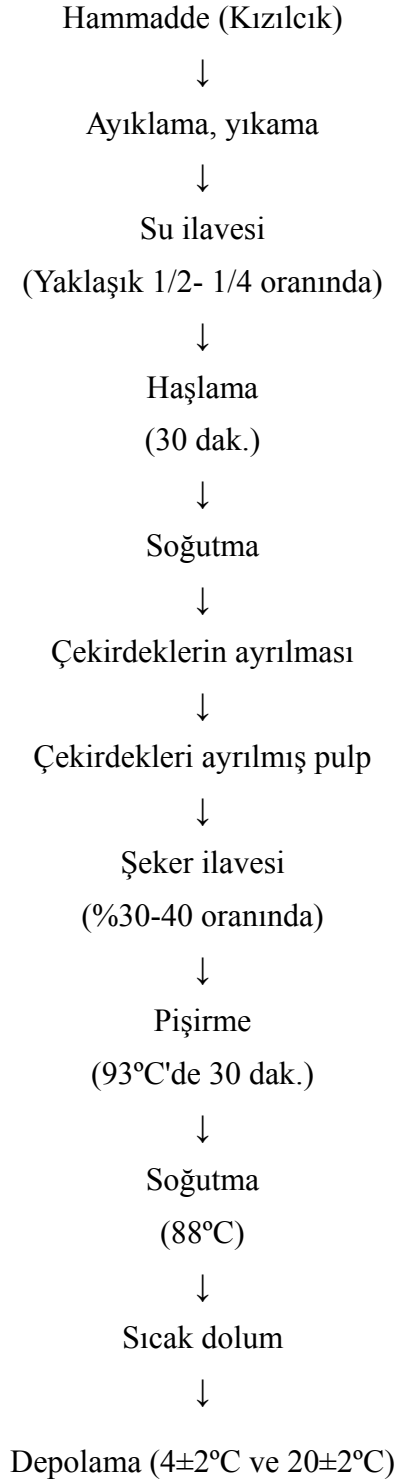 Hammadde (Kızılcık)
↓
Ayıklama, yıkama
↓
Su ilavesi
(Yaklaşık 1/2- 1/4 oranında)
↓
Haşlama
(30 dak.)
↓
Soğutma
↓
Çekirdeklerin ayrılması
↓
Çekirdekleri ayrılmış pulp
↓
Şeker ilavesi
(%30-40 oranında)
↓
Pişirme
(93ºC'de 30 dak.)
↓
Soğutma
(88ºC)
↓
Sıcak dolum
↓
Depolama (4±2ºC ve 20±2ºC)